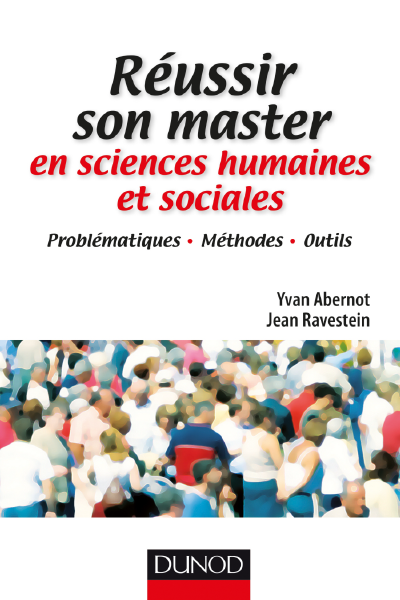 Réussir
son master
en sciences humaines
et sociales
Problématiques • Méthodes • Outils
Yvan Abernot
Jean Ravestein
DUNOD